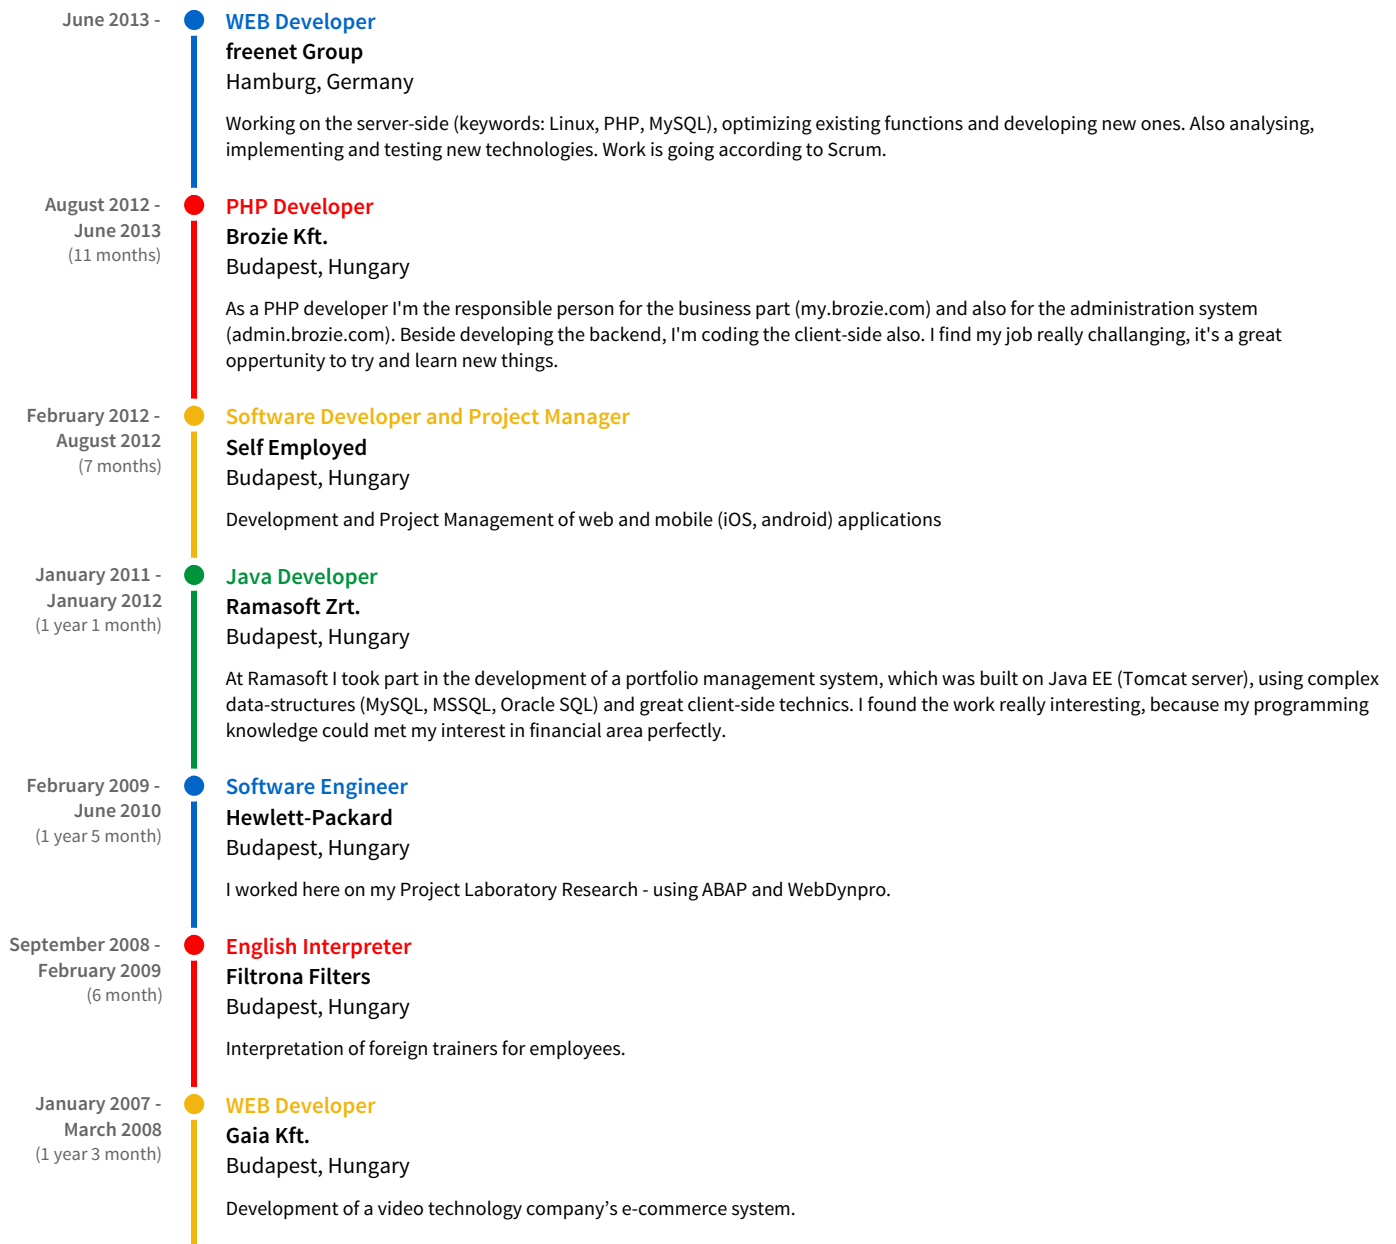 June 2013 -
WEB Developer
freenet Group
Hamburg, Germany
Working on the server-side (keywords: Linux, PHP, MySQL), optimizing existing functions and developing new ones. Also analysing,
implementing and testing new technologies. Work is going according to Scrum.
August 2012 -
June 2013
(11 months)
PHP Developer
Brozie Kft.
Budapest, Hungary
As a PHP developer I'm the responsible person for the business part (my.brozie.com) and also for the administration system
(admin.brozie.com). Beside developing the backend, I'm coding the client-side also. I find my job really challanging, it's a great
oppertunity to try and learn new things.
February 2012 -
August 2012
(7 months)
Software Developer and Project Manager
Self Employed
Budapest, Hungary
Development and Project Management of web and mobile (iOS, android) applications
January 2011 -
January 2012
(1 year 1 month)
Java Developer
Ramasoft Zrt.
Budapest, Hungary
At Ramasoft I took part in the development of a portfolio management system, which was built on Java EE (Tomcat server), using complex
data-structures (MySQL, MSSQL, Oracle SQL) and great client-side technics. I found the work really interesting, because my programming
knowledge could met my interest in financial area perfectly.
February 2009 -
June 2010
(1 year 5 month)
Software Engineer
Hewlett-Packard
Budapest, Hungary
I worked here on my Project Laboratory Research - using ABAP and WebDynpro.
September 2008 -
February 2009
(6 month)
English Interpreter
Filtrona Filters
Budapest, Hungary
Interpretation of foreign trainers for employees.
January 2007 -
March 2008
(1 year 3 month)
WEB Developer
Gaia Kft.
Budapest, Hungary
Development of a video technology company’s e-commerce system.